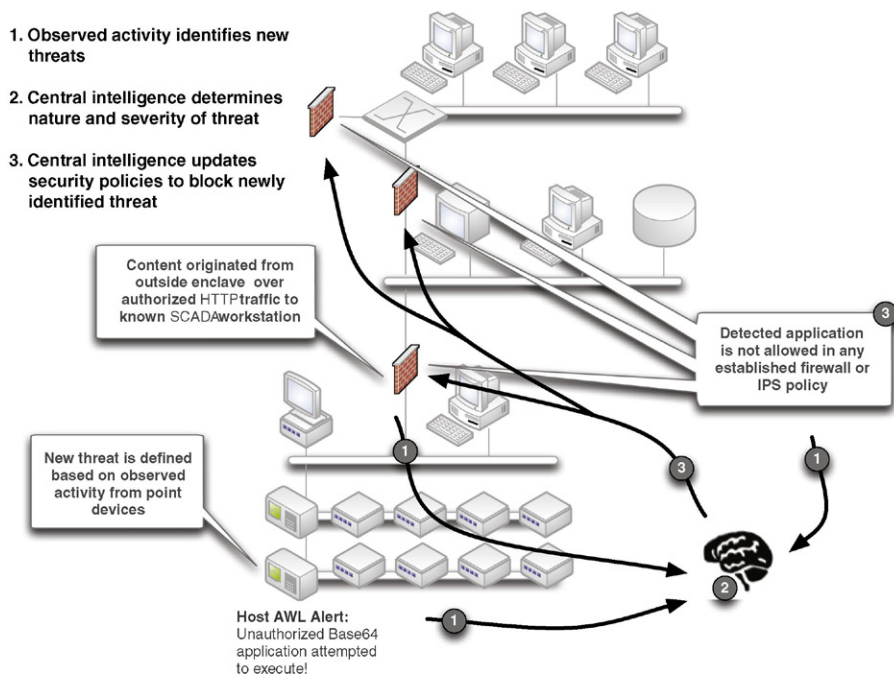 1. Observed activity identifies new
threats
2. Central intelligence determines
nature and severity of threat
3. Central intelligence updates
security policies to block newly
identified threat
Content originated from
outside enclave over
authorized HTTPtraffic to
known SCADAworkstation
3
Detected application
is not allowed in any
established firewall or
IPS policy
New threat is defined
based on observed
activity from point
devices
1
3
1
2
1
Host AWL Alert:
Unauthorized Base64
application attempted
to execute!